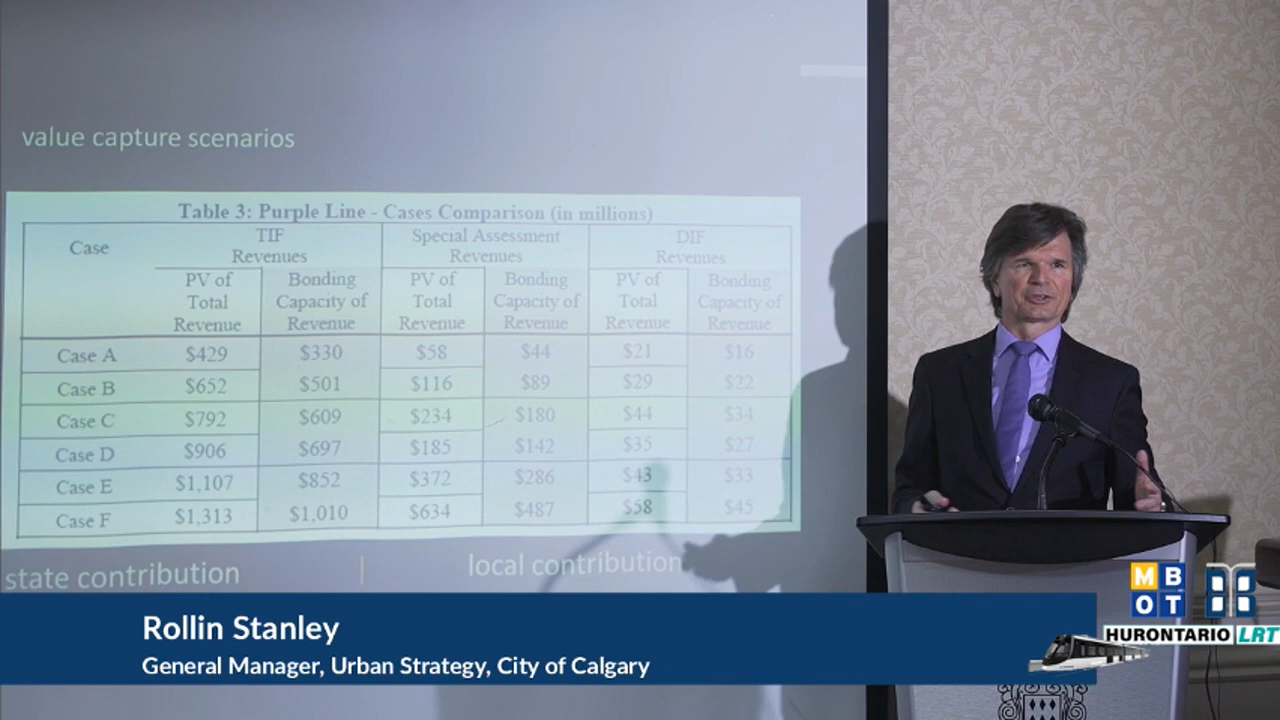 value capture scenarios
Table 3: Purple Line - Cases Comparison (in millions)
Case TIF Revenues Special Assessment Revenues DIF Revenues
PV of Total Revenue Bonding Capacity of Revenue PV of Total Revenue Bonding Capacity of Revenue PV of Total Revenue Bonding Capacity of Revenue
Case A $429 $330 $58 $44 $21 $16
Case B $652 $501 $116 $89 $29 $22
Case C $792 $609 $234 $180 $44 $34
Case D $906 $697 $185 $142 $35 $27
Case E $1,107 $852 $372 $286 $43 $33
Case F $1,313 $1,010 $634 $487 $58 $45
state contribution | local contribution
Rollin Stanley
General Manager, Urban Strategy, City of Calgary
MB
OT
HURONTARIO LRT